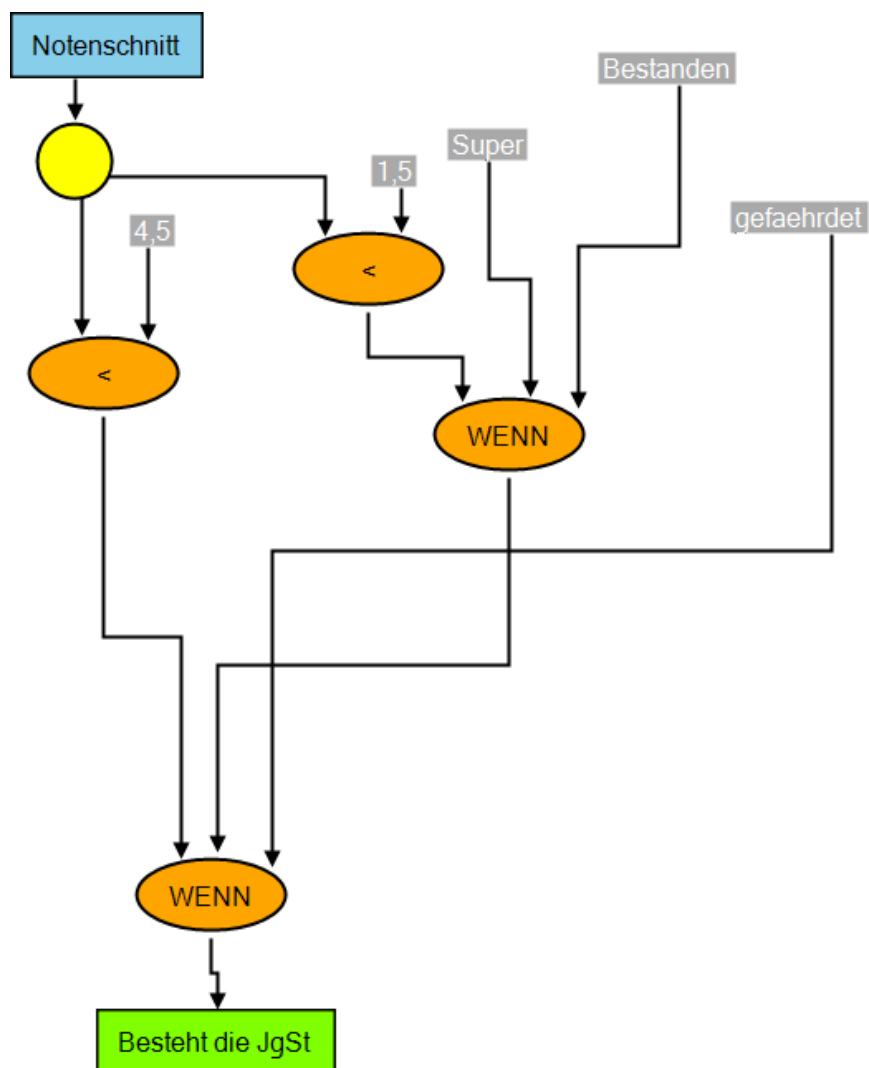 Notenschnitt
Bestanden
Super
1,5
gefaehrdet
4,5
<
<
WENN
WENN
Besteht die JgSt